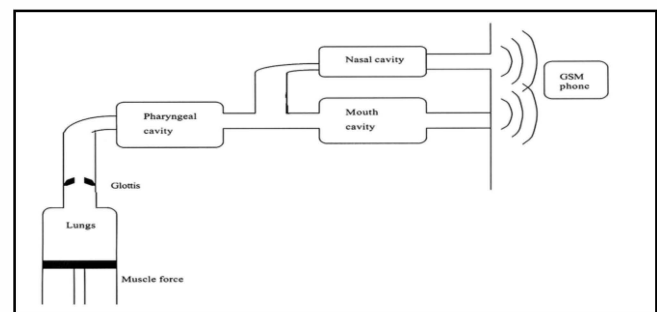 Nasal cavity
GSM
phone
Pharyngeal
cavity
Mouth
cavity
Glottis
Lungs
Muscle force